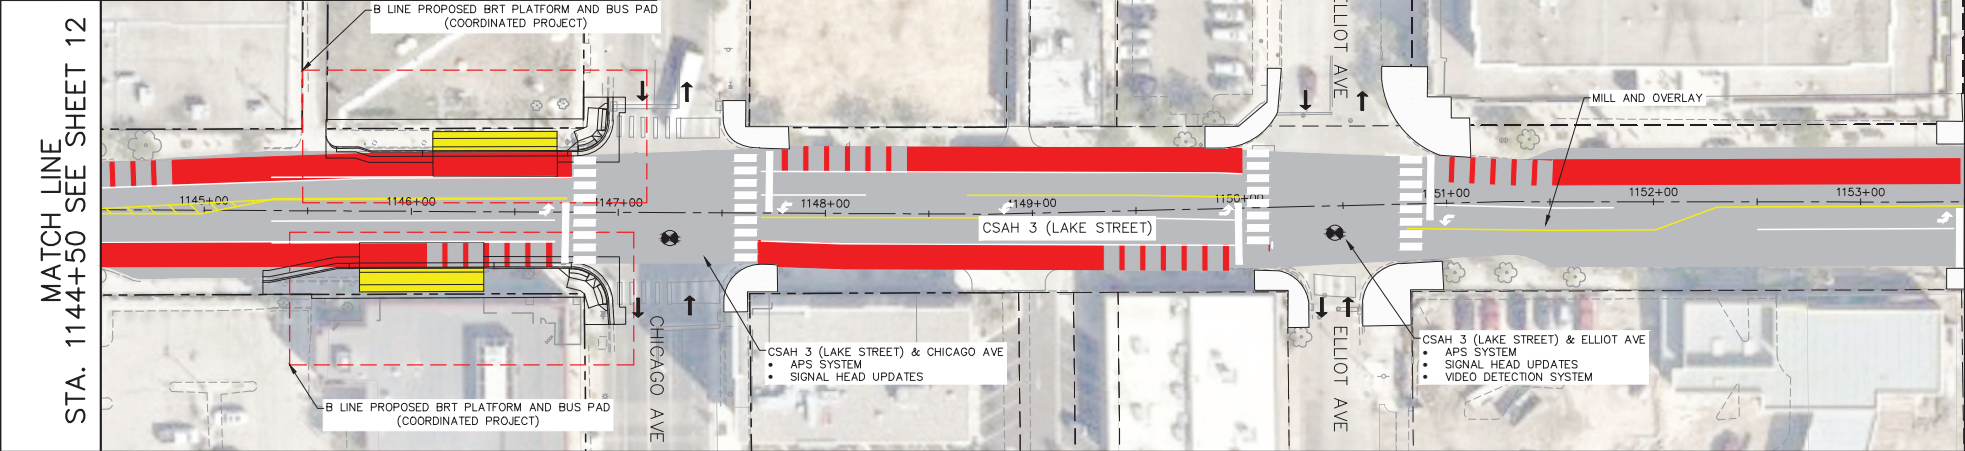 MATCH LINE
STA. 1144+50 SEE SHEET 12
B LINE PROPOSED BRT PLATFORM AND BUS PAD
(COORDINATED PROJECT)
ELLIOT AVE
MILL AND OVERLAY
1145+00
1146+00
1147+00
1148+00
1149+00
1150+00
1151+00
1152+00
1153+00
CSAH 3 (LAKE STREET)
CHICAGO AVE
CSAH 3 (LAKE STREET) & CHICAGO AVE
• APS SYSTEM
• SIGNAL HEAD UPDATES
ELLIOT AVE
CSAH 3 (LAKE STREET) & ELLIOT AVE
• APS SYSTEM
• SIGNAL HEAD UPDATES
• VIDEO DETECTION SYSTEM
B LINE PROPOSED BRT PLATFORM AND BUS PAD
(COORDINATED PROJECT)